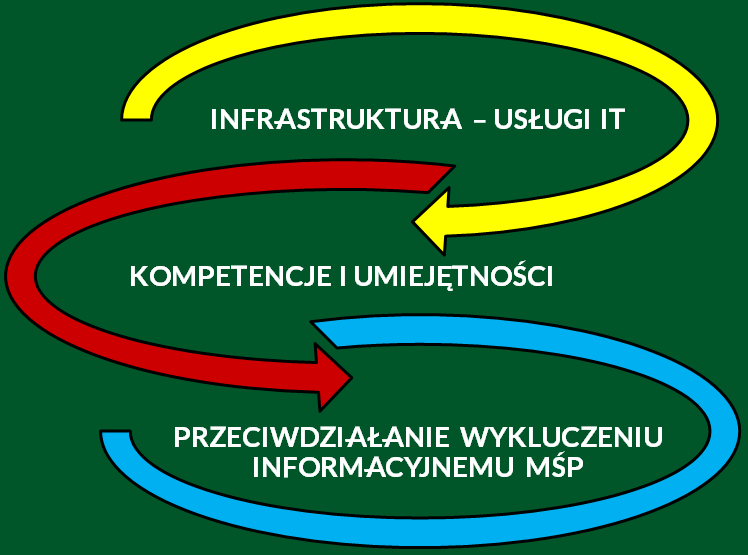 INFRASTRUKTURA – USŁUGI IT
KOMPETENCJE I UMIEJĘTNOŚCI
PRZECIWDZIAŁANIE WYKLUCZENIU
INFORMACYJNEMU MŚP